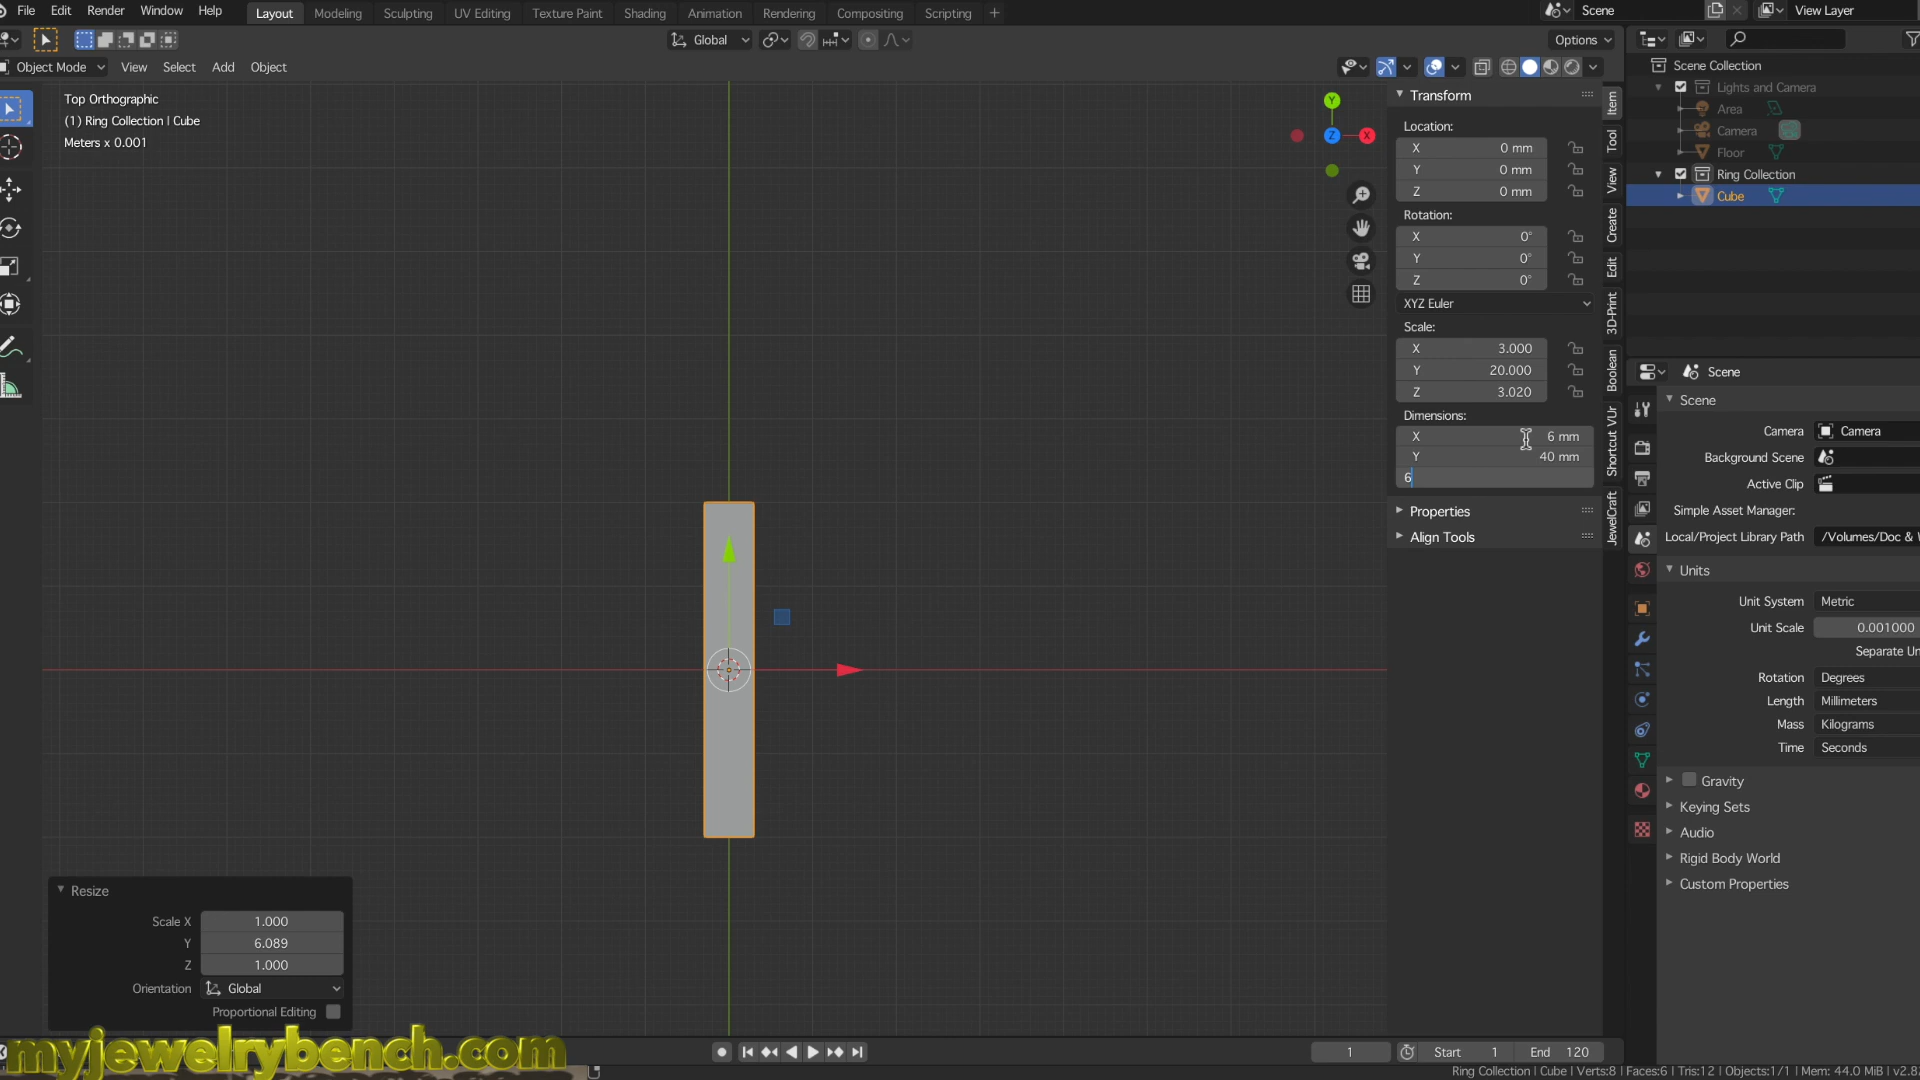 File Edit Render Window Help Layout Modeling Sculpting UV Editing Texture Paint Shading Animation Rendering Compositing Scripting + Scene View Layer
Global Options
Object Mode View Select Add Object
Top Orthographic
(1) Ring Collection | Cube
Meters x 0.001
Y
Z
X
Transform
Location:
X 0 mm
Y 0 mm
Z 0 mm
Rotation:
X 0°
Y 0°
Z 0°
XYZ Euler
Scale:
X 3.000
Y 20.000
Z 3.020
Dimensions:
X 6 mm
Y 40 mm
6
Properties
Align Tools
Item
Tool
View
Create
Edit
3D-Print
Boolean
Shortcut VUr
JewelCraft
Scene Collection
Lights and Camera
Area
Camera
Floor
Ring Collection
Cube
Scene
Scene
Camera Camera
Background Scene
Active Clip
Simple Asset Manager:
Local/Project Library Path /Volumes/Doc &
Units
Unit System Metric
Unit Scale 0.001000
Separate Un
Rotation Degrees
Length Millimeters
Mass Kilograms
Time Seconds
Gravity
Keying Sets
Audio
Rigid Body World
Custom Properties
Resize
Scale X 1.000
Y 6.089
Z 1.000
Orientation Global
Proportional Editing
myjewelrybench.com
1 Start 1 End 120
Ring Collection | Cube | Verts:8 | Faces:6 | Tris:12 | Objects:1/1 | Mem: 44.0 MiB | v2.8